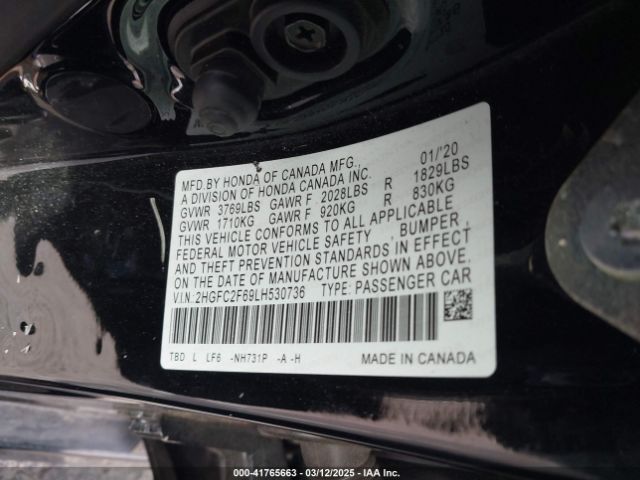 MFD.BY HONDA OF CANADA MFG., 01/'20
A DIVISION OF HONDA CANADA INC.
GVWR 3769LBS GAWR F 2028LBS R 1829LBS
GVWR 1710KG GAWR F 920KG R 830KG
THIS VEHICLE CONFORMS TO ALL APPLICABLE
FEDERAL MOTOR VEHICLE SAFETY , BUMPER ,
AND THEFT PREVENTION STANDARDS IN EFFECT
ON THE DATE OF MANUFACTURE SHOWN ABOVE.
V.I.N:2HGFC2F69LH530736 TYPE: PASSENGER CAR
TBD L LF6 -NH731P -A -H MADE IN CANADA
000-41765663 - 03/12/2025 - IAA Inc.